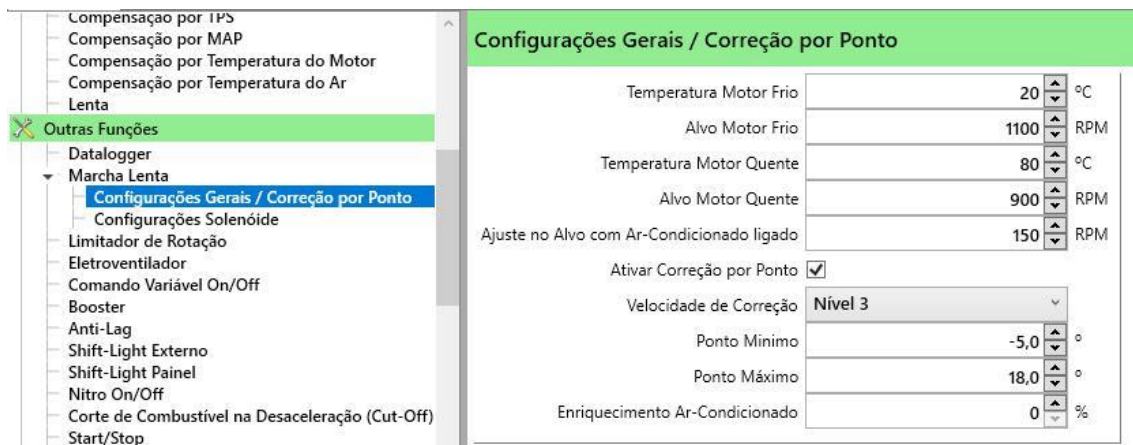 Compensação por TPS
Compensação por MAP
Compensação por Temperatura do Motor
Compensação por Temperatura do Ar
Lenta
Outras Funções
Datalogger
Marcha Lenta
Configurações Gerais / Correção por Ponto
Configurações Solenóide
Limitador de Rotação
Eletroventilador
Comando Variável On/Off
Booster
Anti-Lag
Shift-Light Externo
Shift-Light Painel
Nitro On/Off
Corte de Combustível na Desaceleração (Cut-Off)
Start/Stop
Configurações Gerais / Correção por Ponto
Temperatura Motor Frio 20 ºC
Alvo Motor Frio 1100 RPM
Temperatura Motor Quente 80 ºC
Alvo Motor Quente 900 RPM
Ajuste no Alvo com Ar-Condicionado ligado 150 RPM
Ativar Correção por Ponto
Velocidade de Correção Nível 3
Ponto Minimo -5,0 º
Ponto Máximo 18,0 º
Enriquecimento Ar-Condicionado 0 %